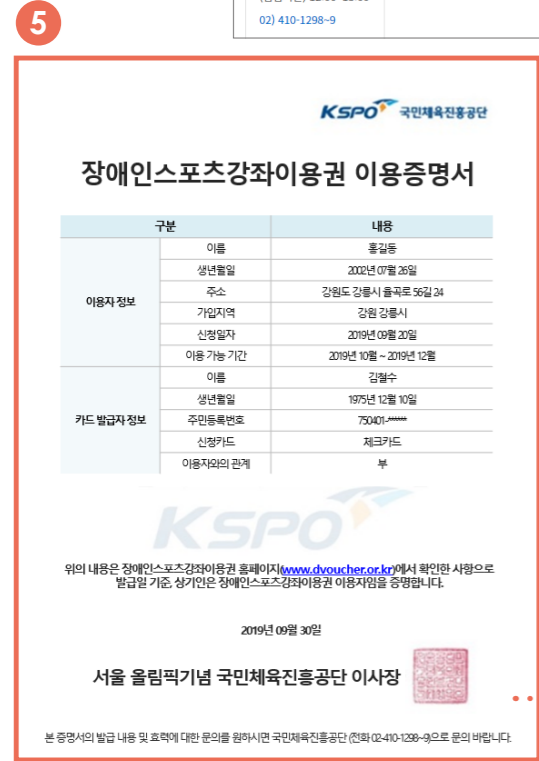 02) 410-1298~9
5
KSPO 국민체육진흥공단
장애인스포츠강좌이용권 이용증명서
구분 내용
이용자 정보
이름 홍길동
생년월일 2002년 07월 26일
주소 강원도 강릉시 율곡로 56길 24
가입지역 강원 강릉시
신청일자 2019년 09월 20일
이용 가능 기간 2019년 10월 ~ 2019년 12월
카드 발급자 정보
이름 김철수
생년월일 1975년 12월 10일
주민등록번호 750401-******
신청카드 체크카드
이용자와의 관계 부
KSPO
위의 내용은 장애인스포츠강좌이용권 홈페이지(www.dvoucher.or.kr)에서 확인한 사항으로
발급일 기준, 상기인은 장애인스포츠강좌이용권 이용자임을 증명합니다.
2019년 09월 30일
서울 올림픽기념 국민체육진흥공단 이사장
본 증명서의 발급 내용 및 효력에 대한 문의를 원하시면 국민체육진흥공단 (전화 02-410-1298~9)으로 문의 바랍니다.